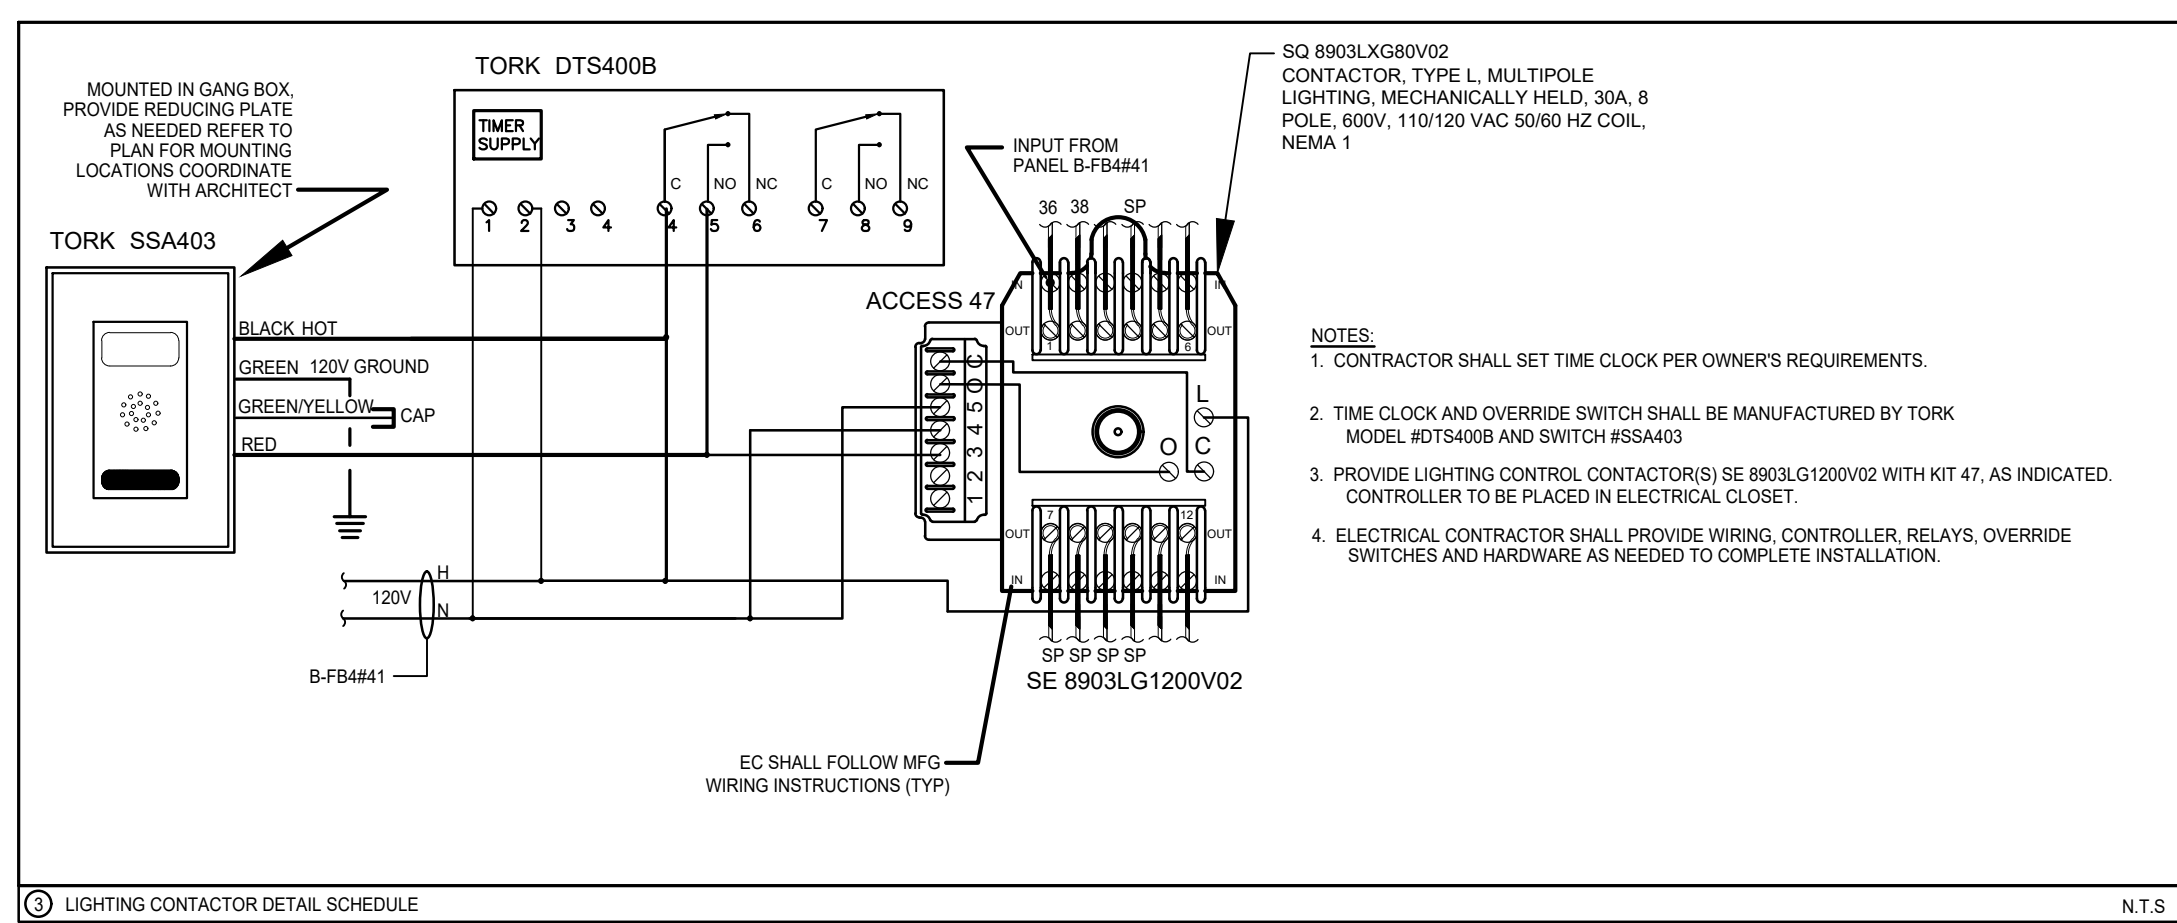 TORK DTS400B
MOUNTED IN GANG BOX,
PROVIDE REDUCING PLATE
AS NEEDED REFER TO
PLAN FOR MOUNTING
LOCATIONS COORDINATE
WITH ARCHITECT
TORK SSA403
TIMER
SUPPLY
C NO NC C NO NC
1 2 3 4 4 5 6 7 8 9
BLACK HOT
GREEN 120V GROUND
GREEN/YELLOW CAP
RED
H
120V
N
B-FB4#41
SQ 8903LXG80V02
CONTACTOR, TYPE L, MULTIPOLE
LIGHTING, MECHANICALLY HELD, 30A, 8
POLE, 600V, 110/120 VAC 50/60 HZ COIL,
NEMA 1
INPUT FROM
PANEL B-FB4#41
36 38 SP
ACCESS 47
IN IN
OUT OUT
1 6
C
O
5
4
3
2
1
L
O C
7 12
OUT OUT
IN IN
SP SP SP SP
SE 8903LG1200V02
EC SHALL FOLLOW MFG
WIRING INSTRUCTIONS (TYP)
NOTES:
1. CONTRACTOR SHALL SET TIME CLOCK PER OWNER'S REQUIREMENTS.
2. TIME CLOCK AND OVERRIDE SWITCH SHALL BE MANUFACTURED BY TORK
MODEL #DTS400B AND SWITCH #SSA403
3. PROVIDE LIGHTING CONTROL CONTACTOR(S) SE 8903LG1200V02 WITH KIT 47, AS INDICATED.
CONTROLLER TO BE PLACED IN ELECTRICAL CLOSET.
4. ELECTRICAL CONTRACTOR SHALL PROVIDE WIRING, CONTROLLER, RELAYS, OVERRIDE
SWITCHES AND HARDWARE AS NEEDED TO COMPLETE INSTALLATION.
3 LIGHTING CONTACTOR DETAIL SCHEDULE
N.T.S